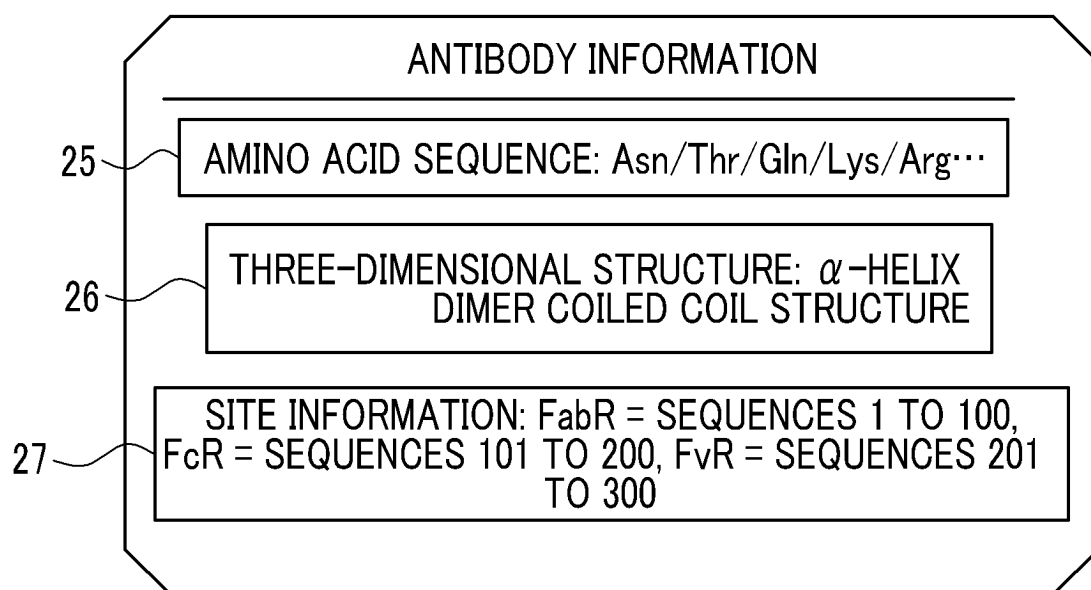 ANTIBODY INFORMATION
25
AMINO ACID SEQUENCE: Asn/Thr/Gln/Lys/Arg…
26
THREE-DIMENSIONAL STRUCTURE: α-HELIX
DIMER COILED COIL STRUCTURE
27
SITE INFORMATION: FabR = SEQUENCES 1 TO 100,
FcR = SEQUENCES 101 TO 200, FvR = SEQUENCES 201
TO 300